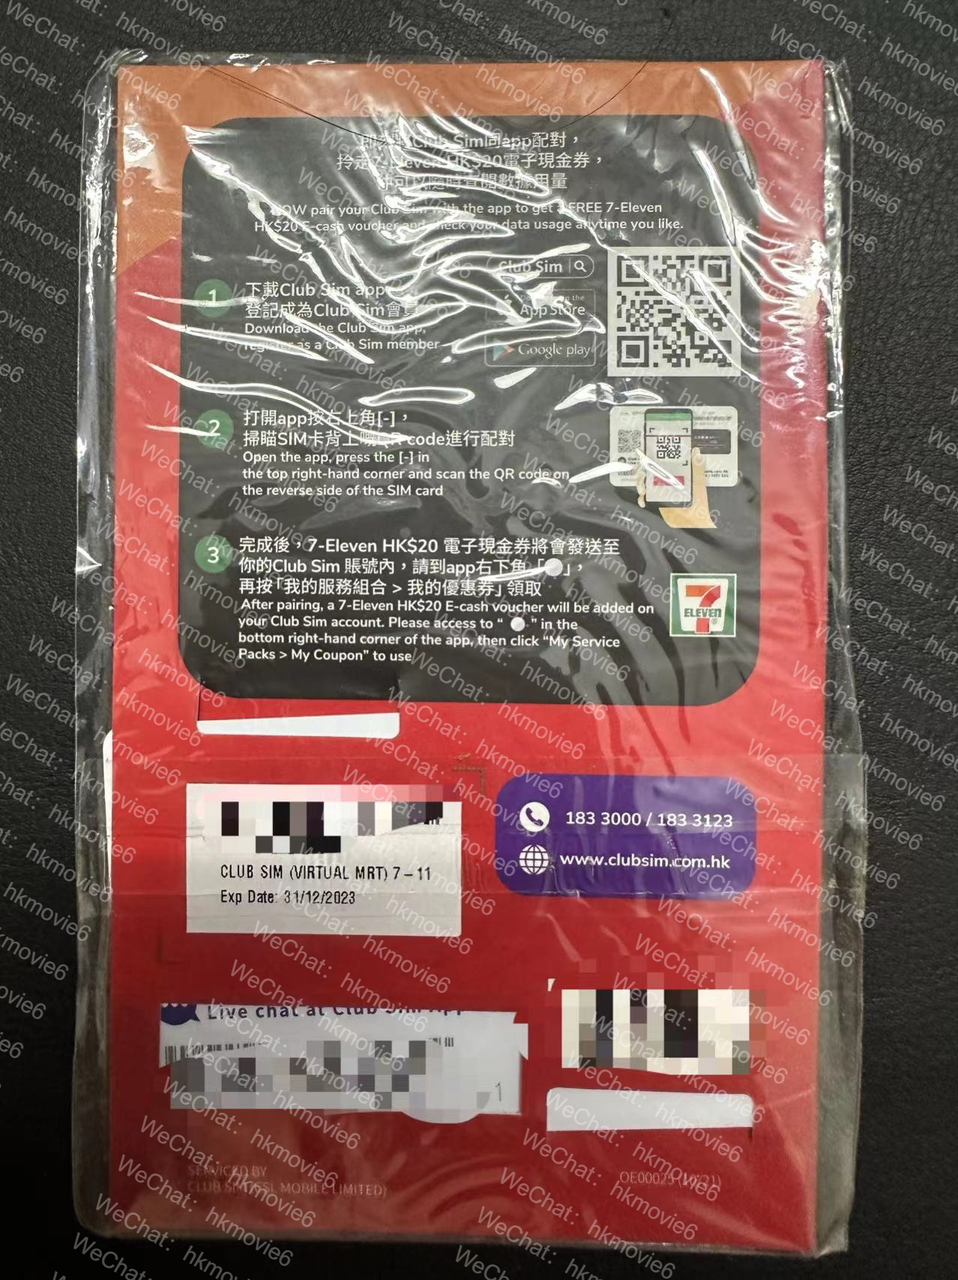 Club Sim同app配對，
7-Eleven HK$20電子現金券，
NOW pair your Club Sim with the app to get a FREE 7-Eleven
HK$20 E-cash voucher and check your data usage anytime you like.
1
下載Club Sim app
登記成為Club Sim會員
Download the Club Sim app,
register as a Club Sim member
Club Sim
App Store
Google play
2
打開app按右上角[-]，
掃瞄SIM卡背上 code進行配對
Open the app, press the [-] in
the top right-hand corner and scan the QR code on
the reverse side of the SIM card
3
完成後，7-Eleven HK$20 電子現金券將會發送至
你的Club Sim 賬號內，請到app右下角「 」，
再按「我的服務組合 > 我的優惠券」領取
After pairing, a 7-Eleven HK$20 E-cash voucher will be added on
your Club Sim account. Please access to “ ” in the
bottom right-hand corner of the app, then click “My Service
Packs > My Coupon” to use
7
ELEVEN
CLUB SIM (VIRTUAL MRT) 7-11
Exp Date: 31/12/2023
183 3000 / 183 3123
www.clubsim.com.hk
Live chat at Club Sim App
1
SERVICED BY
MOBILE LIMITED)
WeChat: hkmovie6